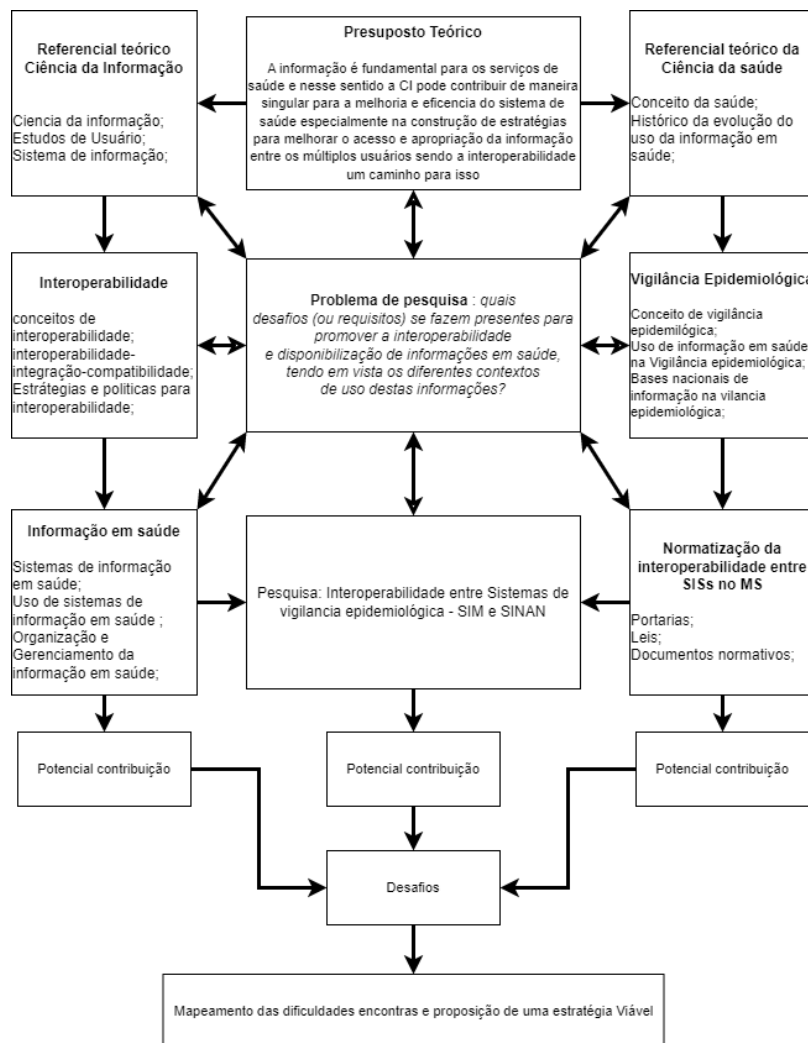 Referencial teórico
Ciência da Informação
Ciencia da informação;
Estudos de Usuário;
Sistema de informação;
Presuposto Teórico
A informação é fundamental para os serviços de
saúde e nesse sentido a CI pode contribuir de maneira
singular para a melhoria e eficencia do sistema de
saúde especialmente na construção de estratégias
para melhorar o acesso e apropriação da informação
entre os múltiplos usuários sendo a interoperabilidade
um caminho para isso
Referencial teórico da
Ciência da saúde
Conceito da saúde;
Histórico da evolução do
uso da informação em
saúde;
Interoperabilidade
conceitos de
interoperabilidade;
interoperabilidade-
integração-compatibilidade;
Estrátegias e politicas para
interoperabilidade;
Problema de pesquisa : quais
desafios (ou requisitos) se fazem presentes para
promover a interoperabilidade
e disponibilização de informações em saúde,
tendo em vista os diferentes contextos
de uso destas informações?
Vigilância Epidemiológica
Conceito de vigilância
epidemilógica;
Uso de informação em saúde
na Vigilância epidemiológica;
Bases nacionais de
informação na vilancia
epidemiológica;
Informação em saúde
Sistemas de informação
em saúde;
Uso de sistemas de
informação em saúde ;
Organização e
Gerenciamento da
informação em saúde;
Pesquisa: Interoperabilidade entre Sistemas de
vigilancia epidemiológica - SIM e SINAN
Normatização da
interoperabilidade entre
SISs no MS
Portarias;
Leis;
Documentos normativos;
Potencial contribuição
Potencial contribuição
Potencial contribuição
Desafios
Mapeamento das dificuldades encontras e proposição de uma estratégia Viável